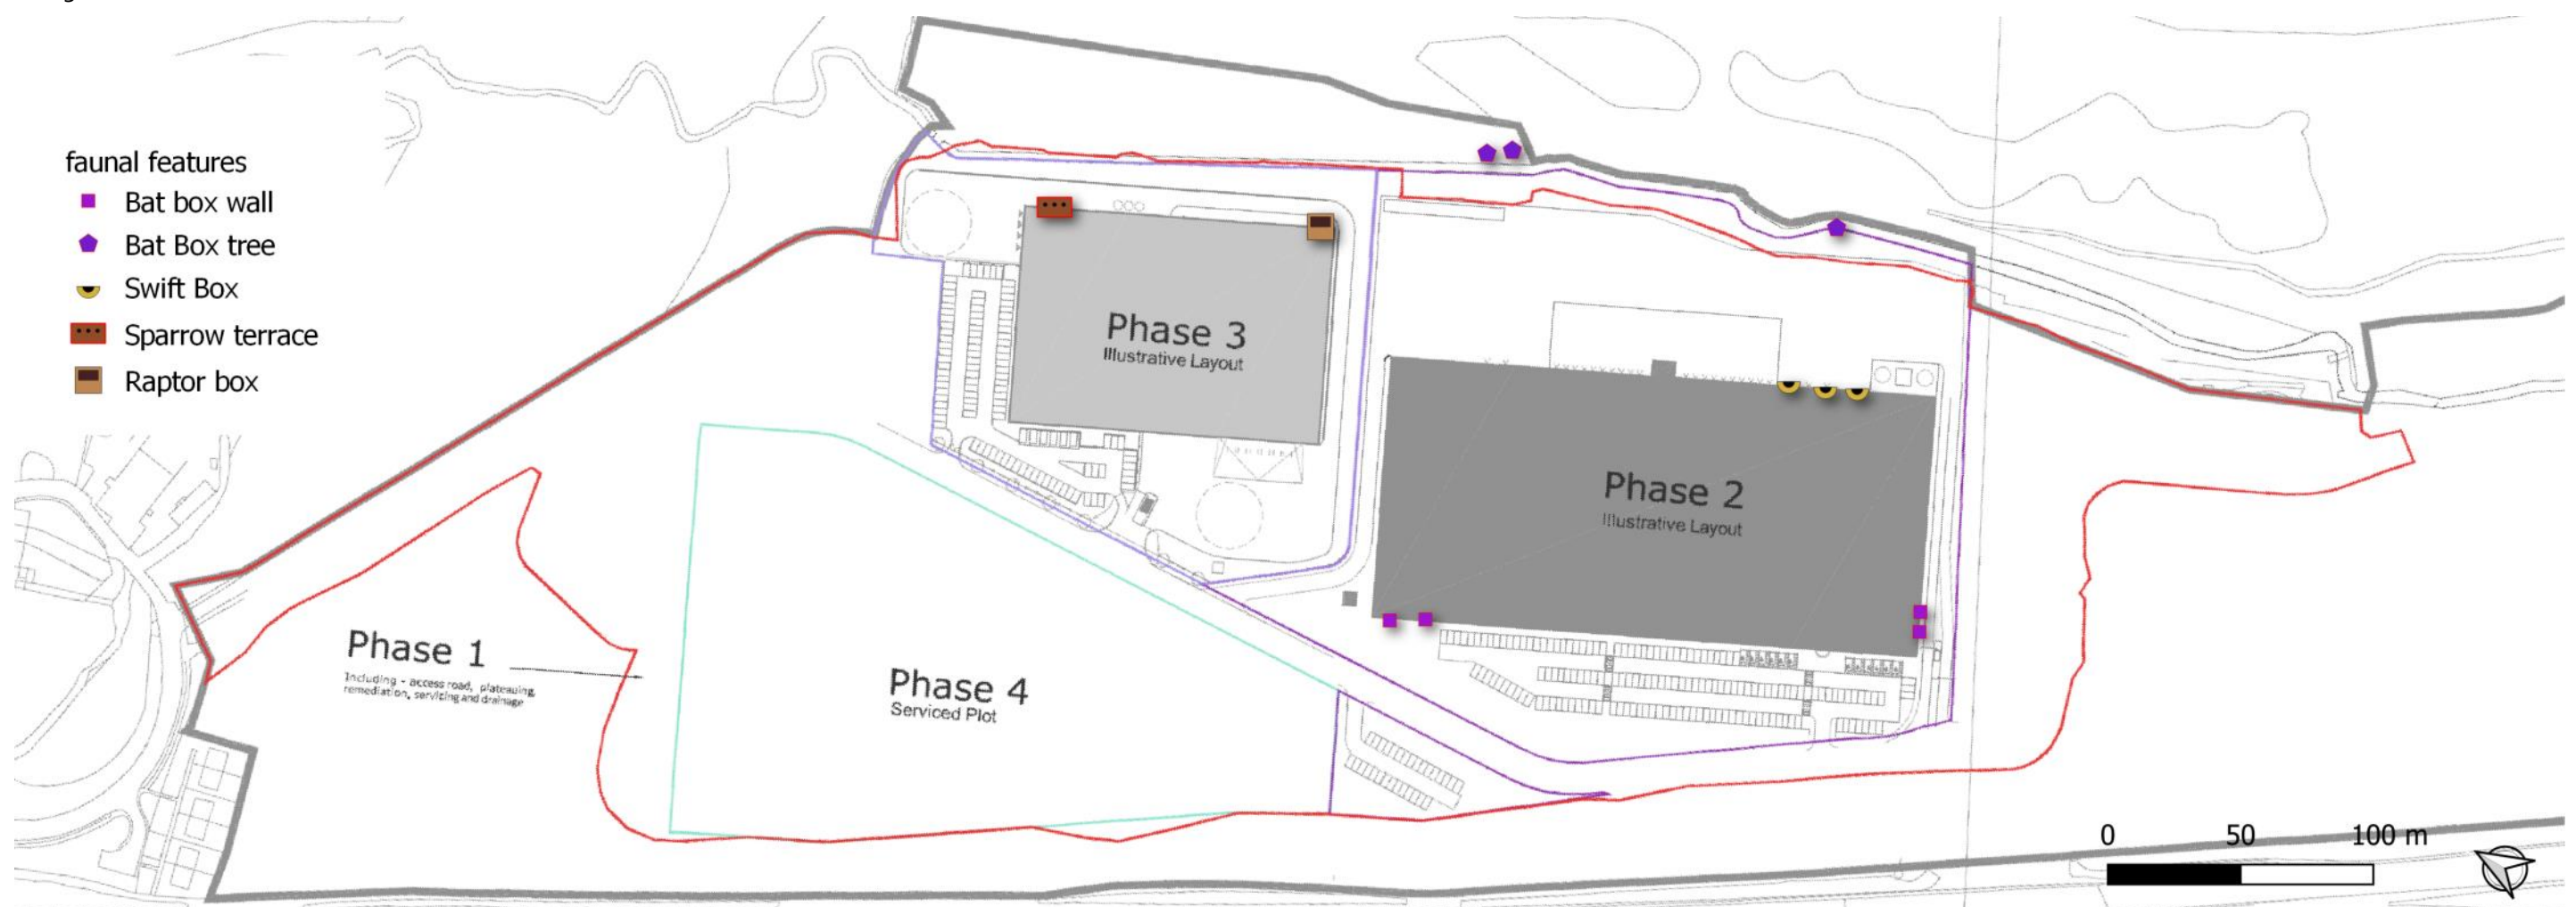 faunal features
Bat box wall
Bat Box tree
Swift Box
Sparrow terrace
Raptor box
Phase 3
Illustrative Layout
Phase 2
Illustrative Layout
Phase 1
Including - access road, plateauing,
remediation, servicing and drainage
Phase 4
Serviced Plot
0 50 100 m